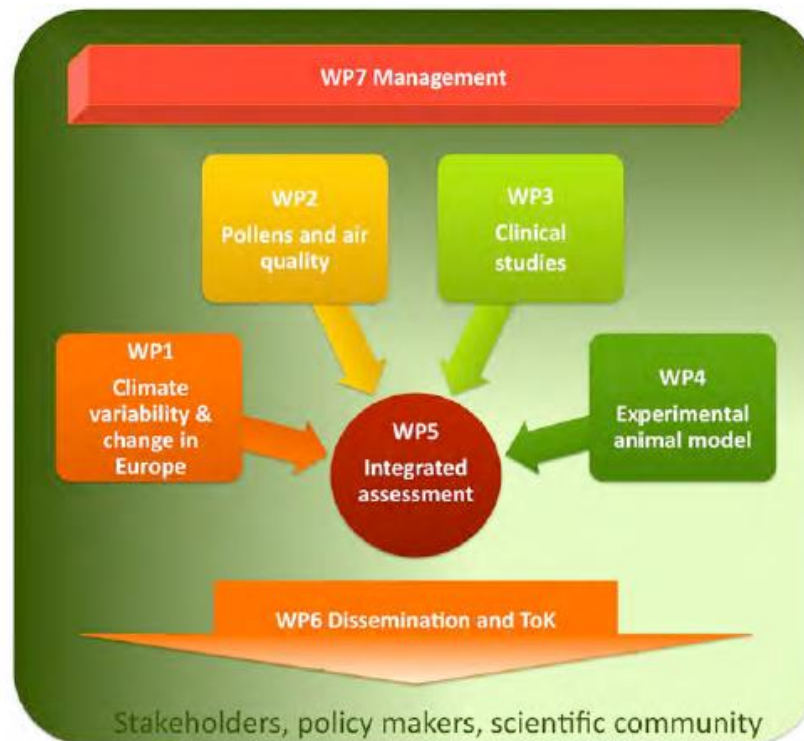 WP7 Management
WP2
Pollens and air
quality
WP3
Clinical
studies
WP1
Climate
variability &
change in
Europe
WP4
Experimental
animal model
WP5
Integrated
assessment
WP6 Dissemination and ToK
Stakeholders, policy makers, scientific community